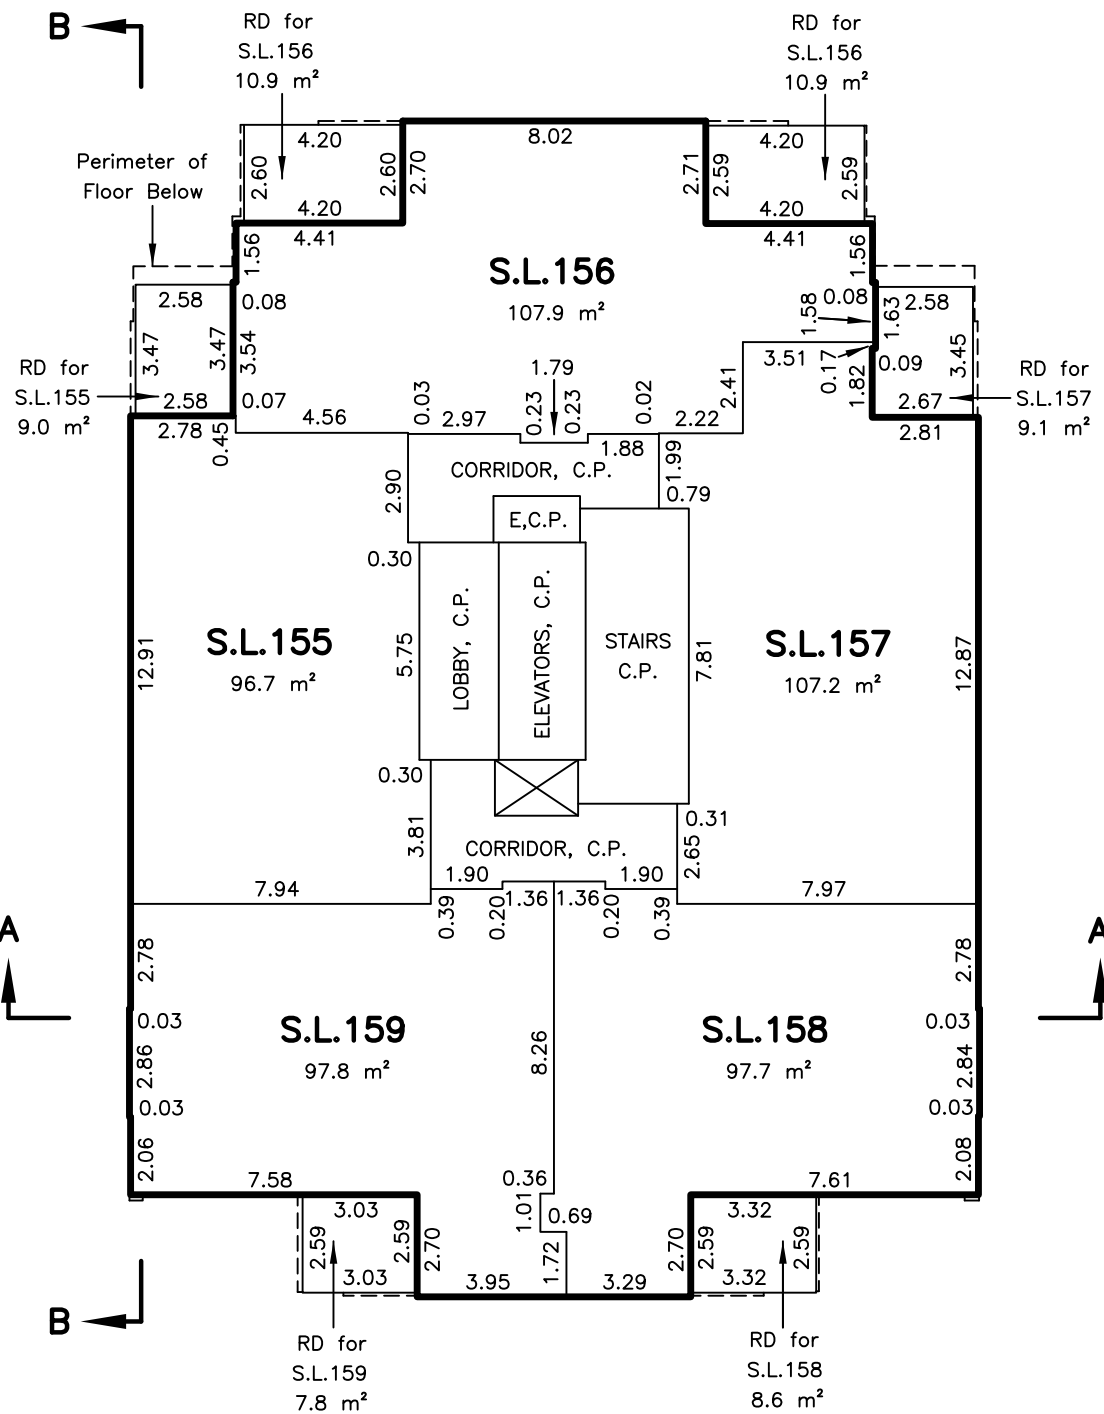 B
RD for
S.L.156
10.9 m²
RD for
S.L.156
10.9 m²
4.20
8.02
4.20
2.60
2.60
2.70
2.71
2.59
2.59
Perimeter of
Floor Below
4.20
4.41
4.20
4.41
1.56
1.56
S.L.156
107.9 m²
2.58
0.08
0.08
2.58
3.47
3.47
3.54
1.58
1.63
3.45
RD for
S.L.155
9.0 m²
2.58
0.07
1.79
3.51
0.17
0.09
1.82
2.67
RD for
S.L.157
9.1 m²
2.78
0.45
4.56
0.03
2.97
0.23
0.23
0.02
1.88
2.22
2.41
2.81
CORRIDOR, C.P.
2.90
1.99
0.79
E,C.P.
0.30
S.L.155
96.7 m²
12.91
5.75
LOBBY, C.P.
ELEVATORS, C.P.
STAIRS
C.P.
7.81
S.L.157
107.2 m²
12.87
0.30
3.81
0.31
2.65
CORRIDOR, C.P.
7.94
1.90
1.36
1.36
1.90
7.97
0.39
0.20
0.20
0.39
A
A
2.78
2.78
0.03
0.03
S.L.159
97.8 m²
S.L.158
97.7 m²
2.86
8.26
2.84
0.03
0.03
2.06
2.08
7.58
0.36
7.61
1.01
0.69
3.03
3.32
2.59
2.59
2.70
1.72
2.70
2.59
2.59
3.03
3.95
3.29
3.32
B
RD for
S.L.159
7.8 m²
RD for
S.L.158
8.6 m²